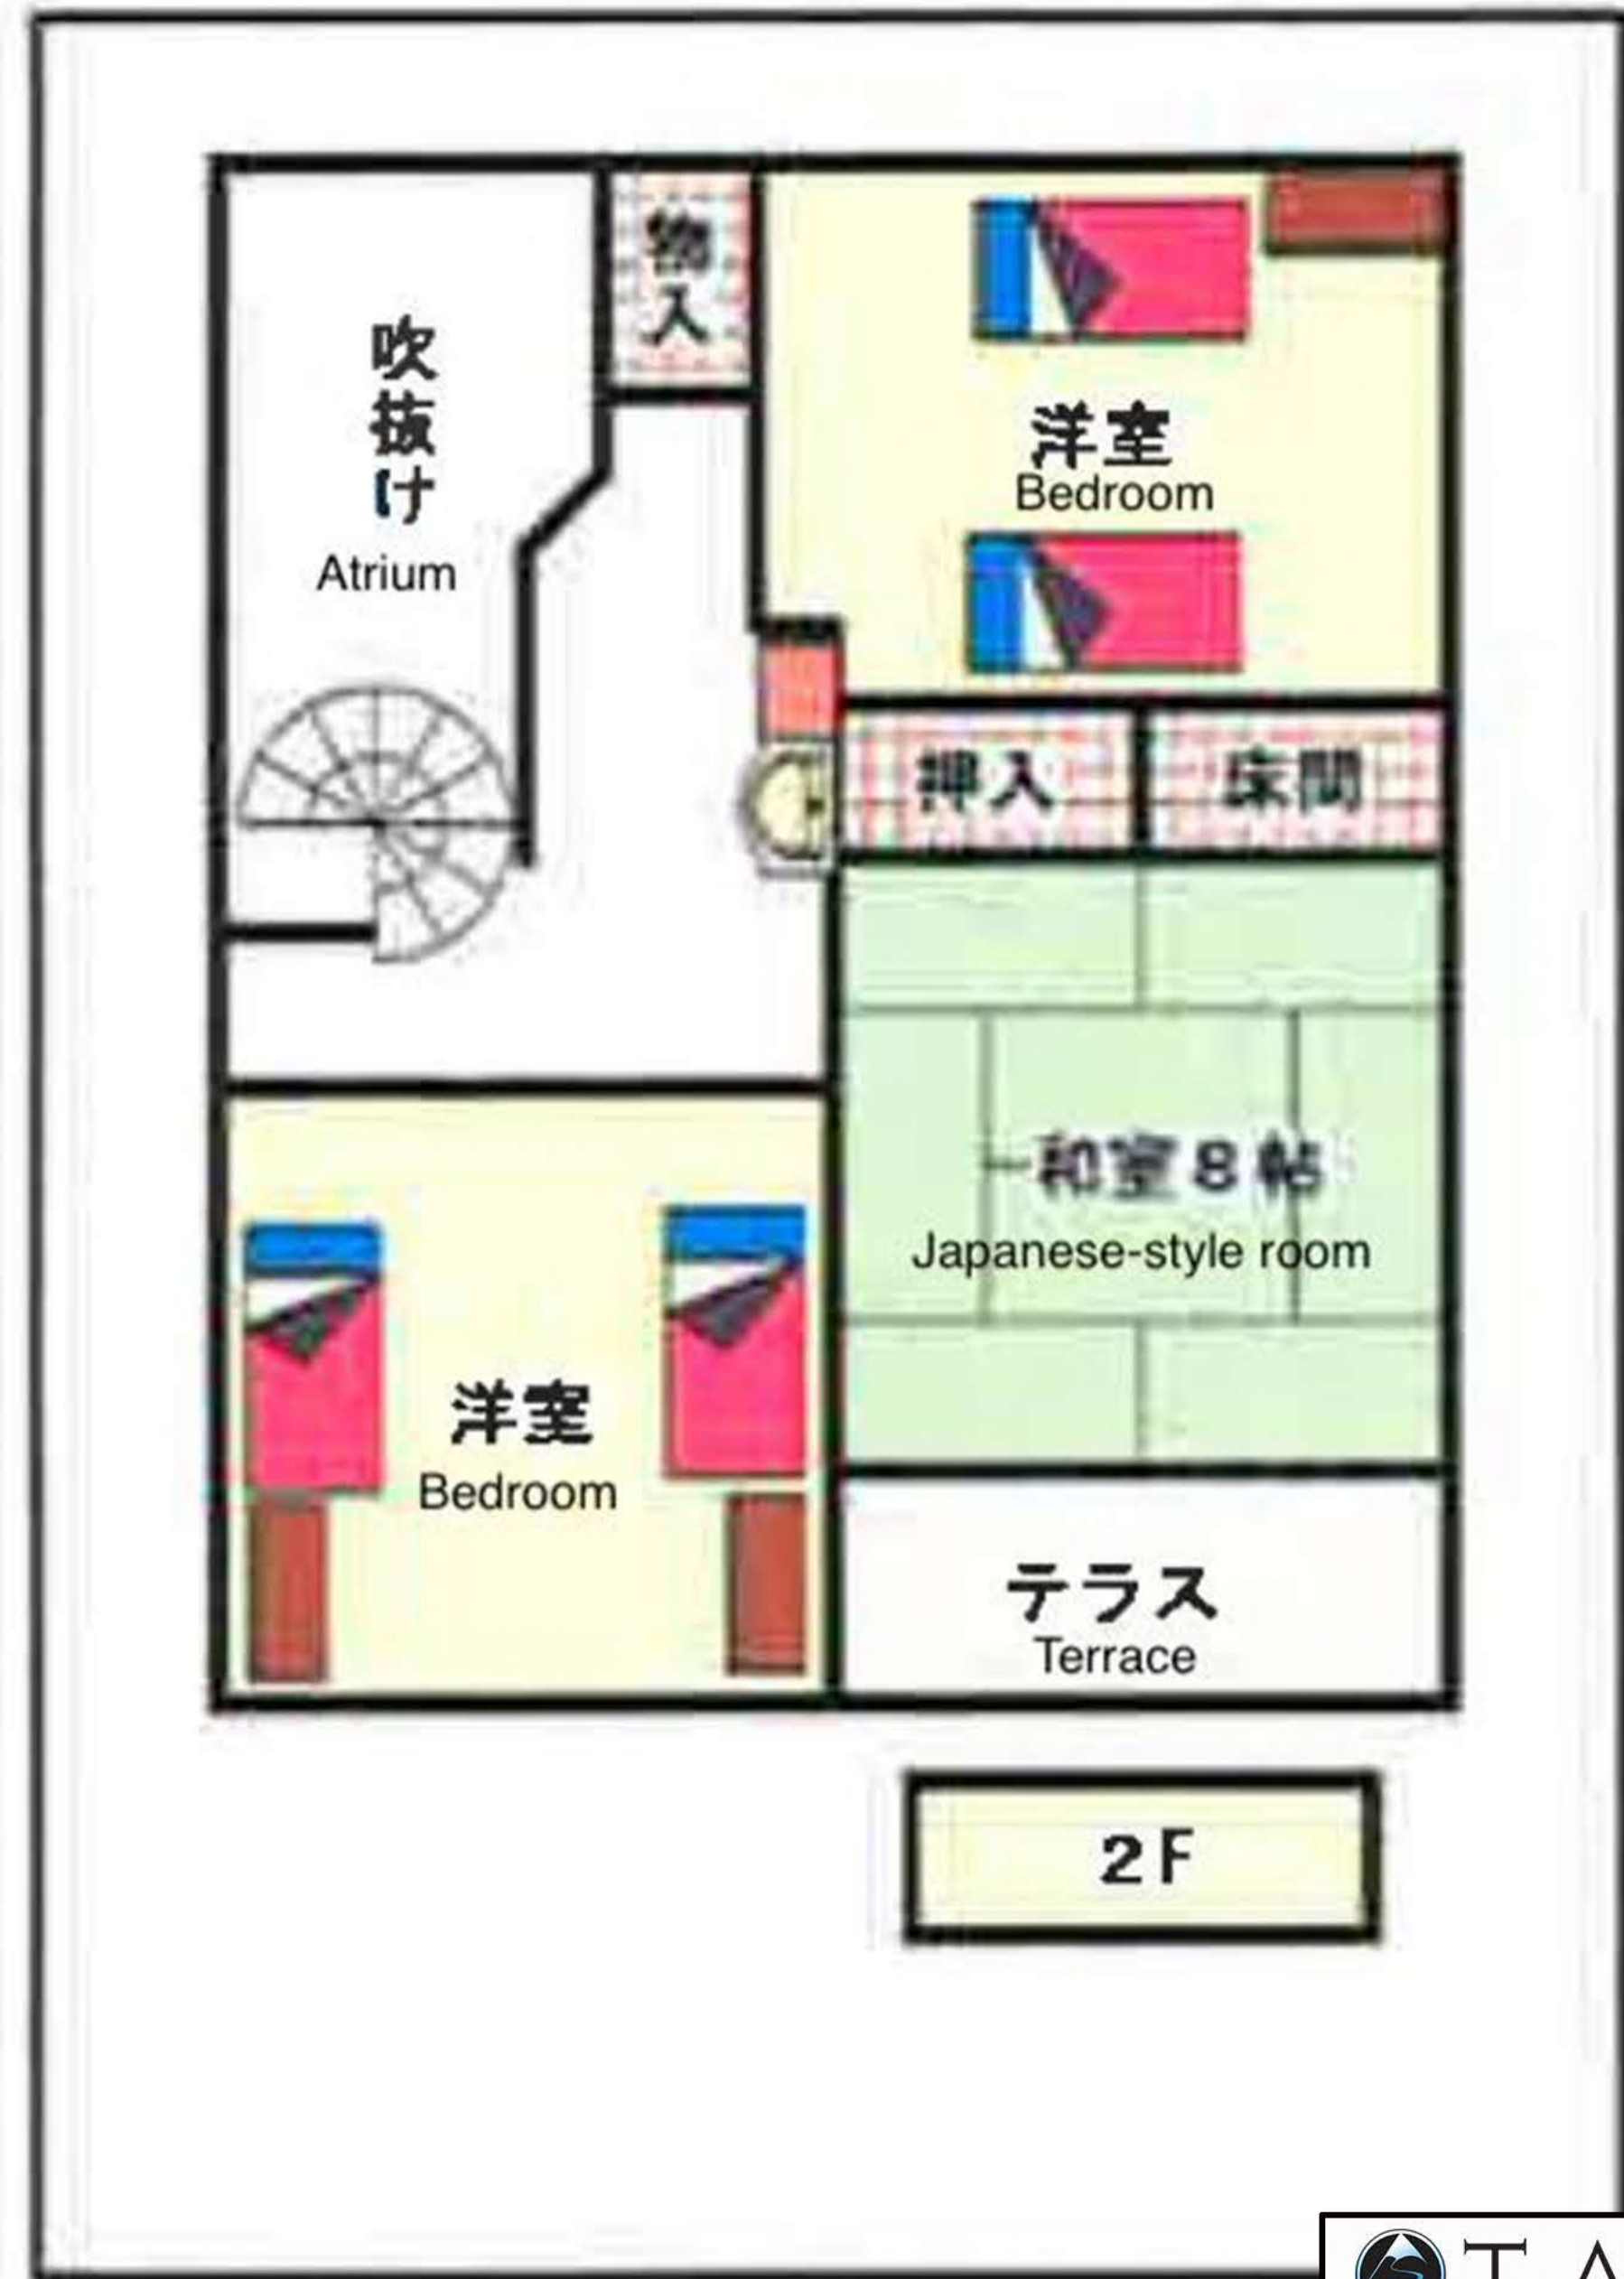 物入
吹抜け
Atrium
洋室
Bedroom
押入
床間
和室8帖
Japanese-style room
洋室
Bedroom
テラス
Terrace
2F
T A